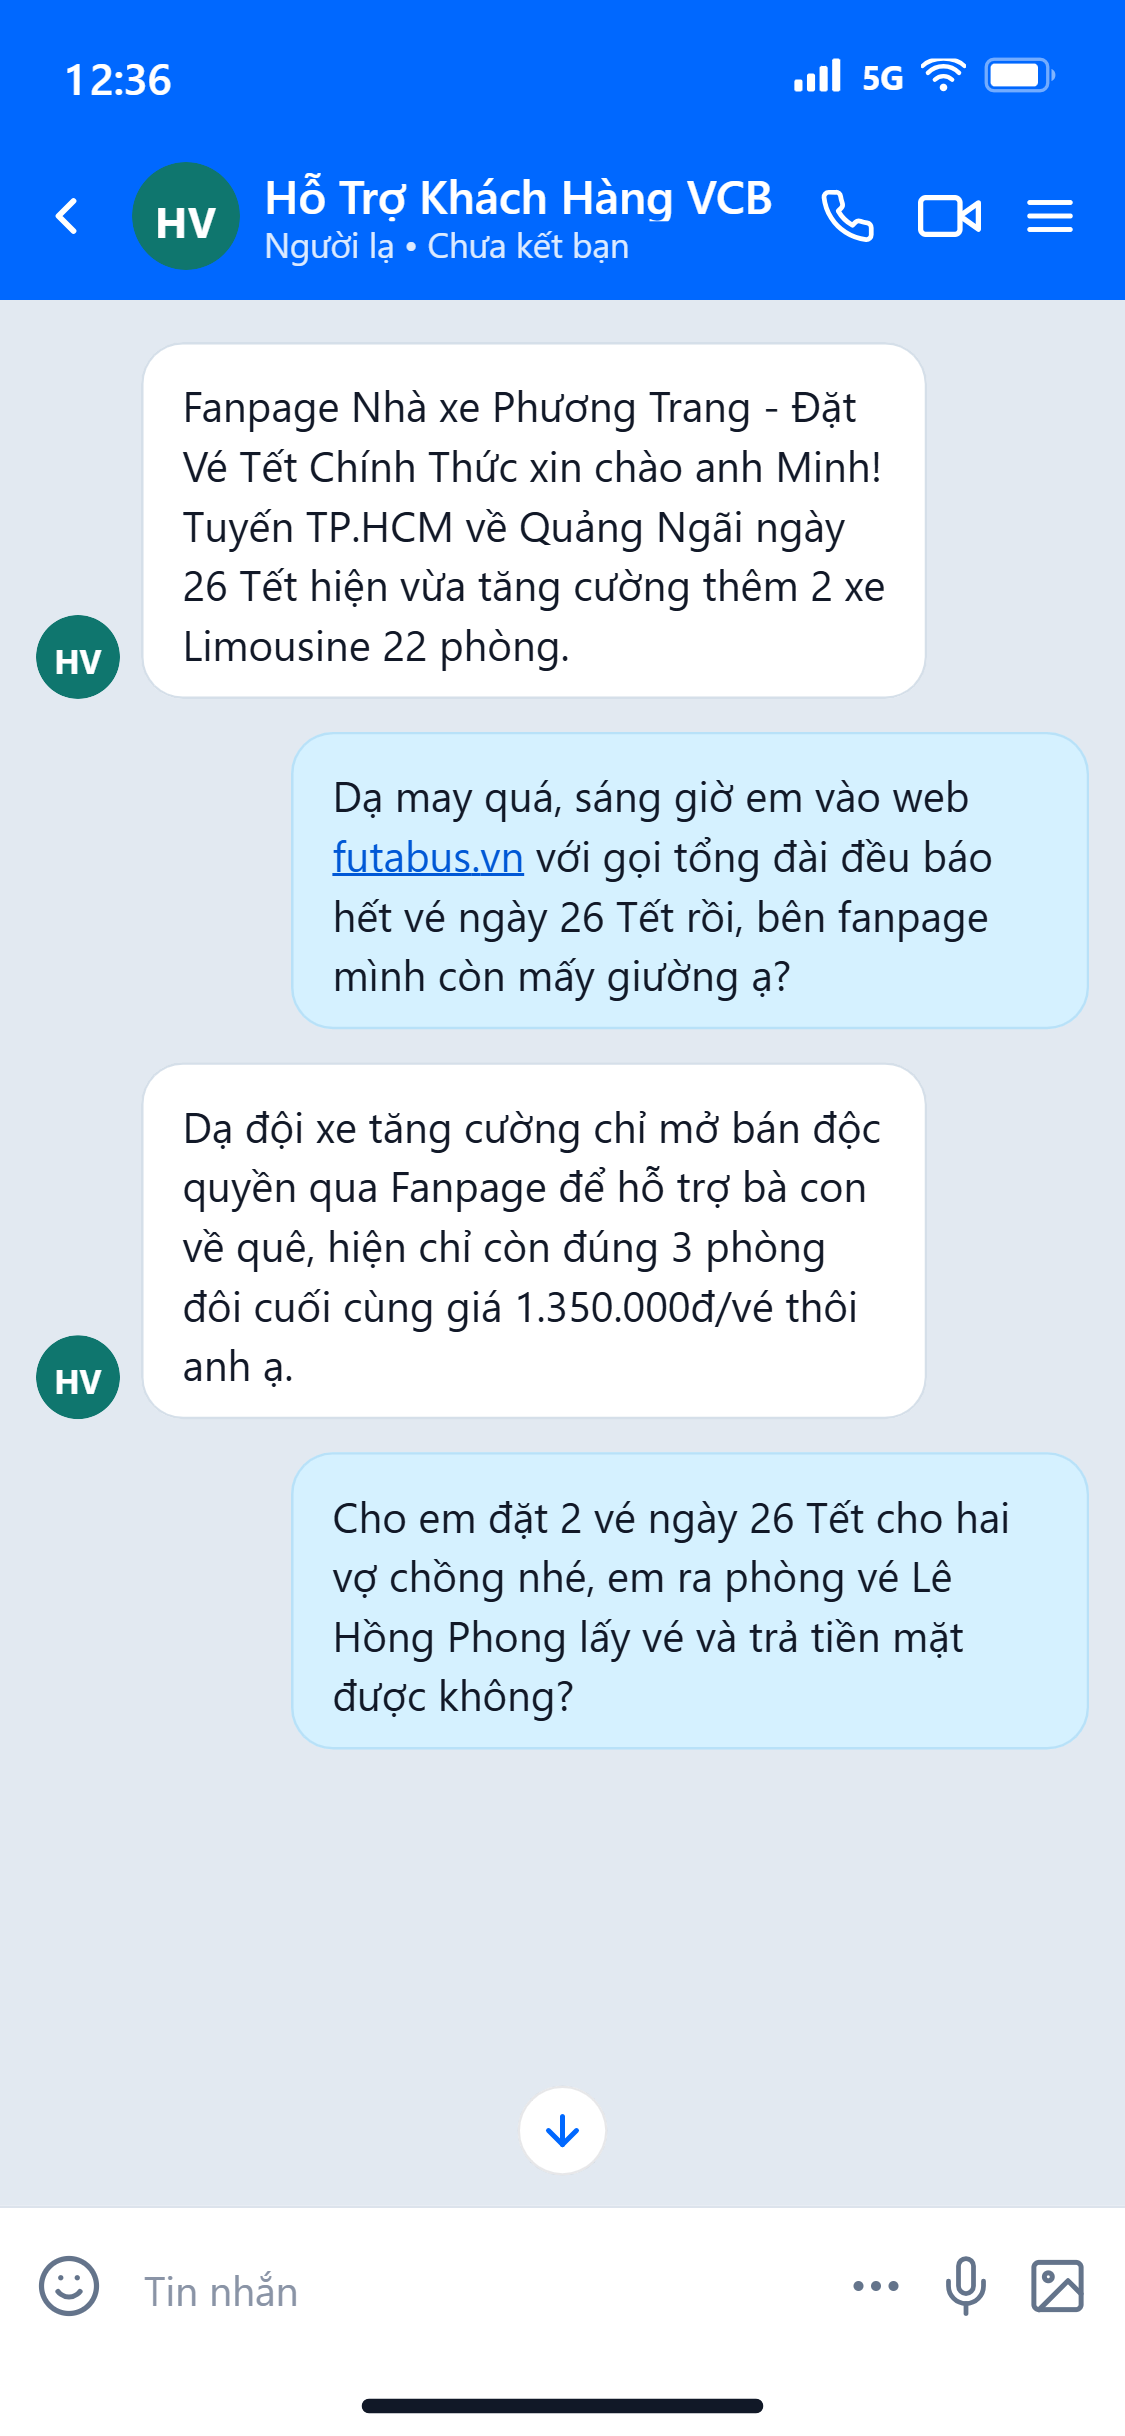 12:36
5G
HV
Hỗ Trợ Khách Hàng VCB
Người lạ • Chưa kết bạn
Fanpage Nhà xe Phương Trang - Đặt
Vé Tết Chính Thức xin chào anh Minh!
Tuyến TP.HCM về Quảng Ngãi ngày
26 Tết hiện vừa tăng cường thêm 2 xe
Limousine 22 phòng.
HV
Dạ may quá, sáng giờ em vào web
futabus.vn với gọi tổng đài đều báo
hết vé ngày 26 Tết rồi, bên fanpage
mình còn mấy giường ạ?
Dạ đội xe tăng cường chỉ mở bán độc
quyền qua Fanpage để hỗ trợ bà con
về quê, hiện chỉ còn đúng 3 phòng
đôi cuối cùng giá 1.350.000đ/vé thôi
anh ạ.
HV
Cho em đặt 2 vé ngày 26 Tết cho hai
vợ chồng nhé, em ra phòng vé Lê
Hồng Phong lấy vé và trả tiền mặt
được không?
Tin nhắn